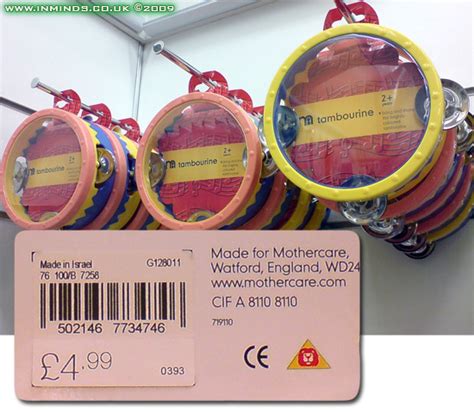 www.inminds.co.uk ©2009
2+
tambourine
2+
tambourine
2+
tambourine
Made in Israel G128011
76 100/B 7256
502146 7734746
£4.99
0393
Made for Mothercare,
Watford, England, WD24
www.mothercare.com
CIF A 8110 8110
719110
CE